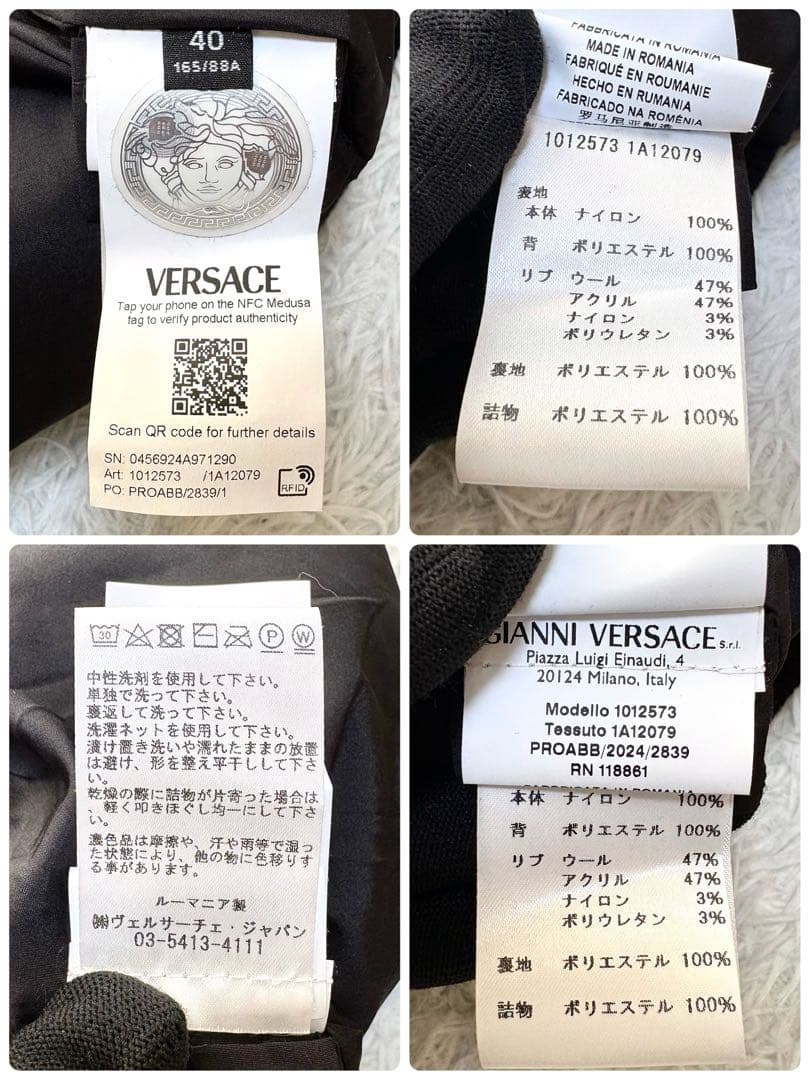 40
165/88A
VERSACE
Tap your phone on the NFC Medusa
tag to verify product authenticity
Scan QR code for further details
SN: 0456924A971290
Art: 1012573 /1A12079
PO: PROABB/2839/1
RFID
FABBRICATA IN ROMANIA
MADE IN ROMANIA
FABRIQUÉ EN ROUMANIE
HECHO EN RUMANIA
FABRICADO NA ROMÉNIA
罗马尼亚制造
1012573 1A12079
表地
本体 ナイロン 100%
背 ポリエステル 100%
リブ ウール 47%
アクリル 47%
ナイロン 3%
ポリウレタン 3%
裏地 ポリエステル 100%
詰物 ポリエステル 100%
30
P
W
中性洗剤を使用して下さい。
単独で洗って下さい。
裏返して洗って下さい。
洗濯ネットを使用して下さい。
漬け置き洗いや濡れたままの放置
は避け、形を整え平干しして下さ
い。
乾燥の際に詰物が片寄った場合は
、軽く叩きほぐし均一にして下さ
い。
濃色品は摩擦や、汗や雨等で湿っ
た状態により、他の物に色移りす
る事があります。
ルーマニア製
㈱ヴェルサーチェ・ジャパン
03-5413-4111
GIANNI VERSACE S.r.l.
Piazza Luigi Einaudi, 4
20124 Milano, Italy
Modello 1012573
Tessuto 1A12079
PROABB/2024/2839
RN 118861
本体 ナイロン 100%
背 ポリエステル 100%
リブ ウール 47%
アクリル 47%
ナイロン 3%
ポリウレタン 3%
裏地 ポリエステル 100%
詰物 ポリエステル 100%